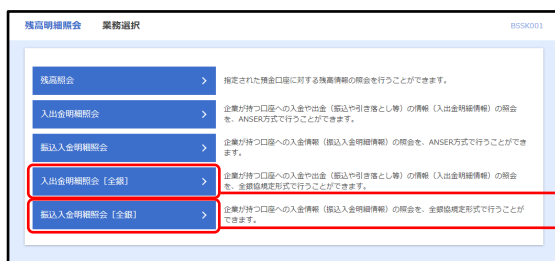 残高明細照会 業務選択 BSSK001
残高照会 >
指定された預金口座に対する残高情報の照会を行うことができます。
入出金明細照会 >
企業が持つ口座への入金や出金（振込や引き落とし等）の情報（入出金明細情報）の照会
を、ANSER方式で行うことができます。
振込入金明細照会 >
企業が持つ口座への入金情報（振込入金明細情報）の照会を、ANSER方式で行うことができ
ます。
入出金明細照会［全銀］ >
企業が持つ口座への入金や出金（振込や引き落とし等）の情報（入出金明細情報）の照会
を、全銀協規定形式で行うことができます。
振込入金明細照会［全銀］ >
企業が持つ口座への入金情報（振込入金明細情報）の照会を、全銀協規定形式で行うことが
できます。